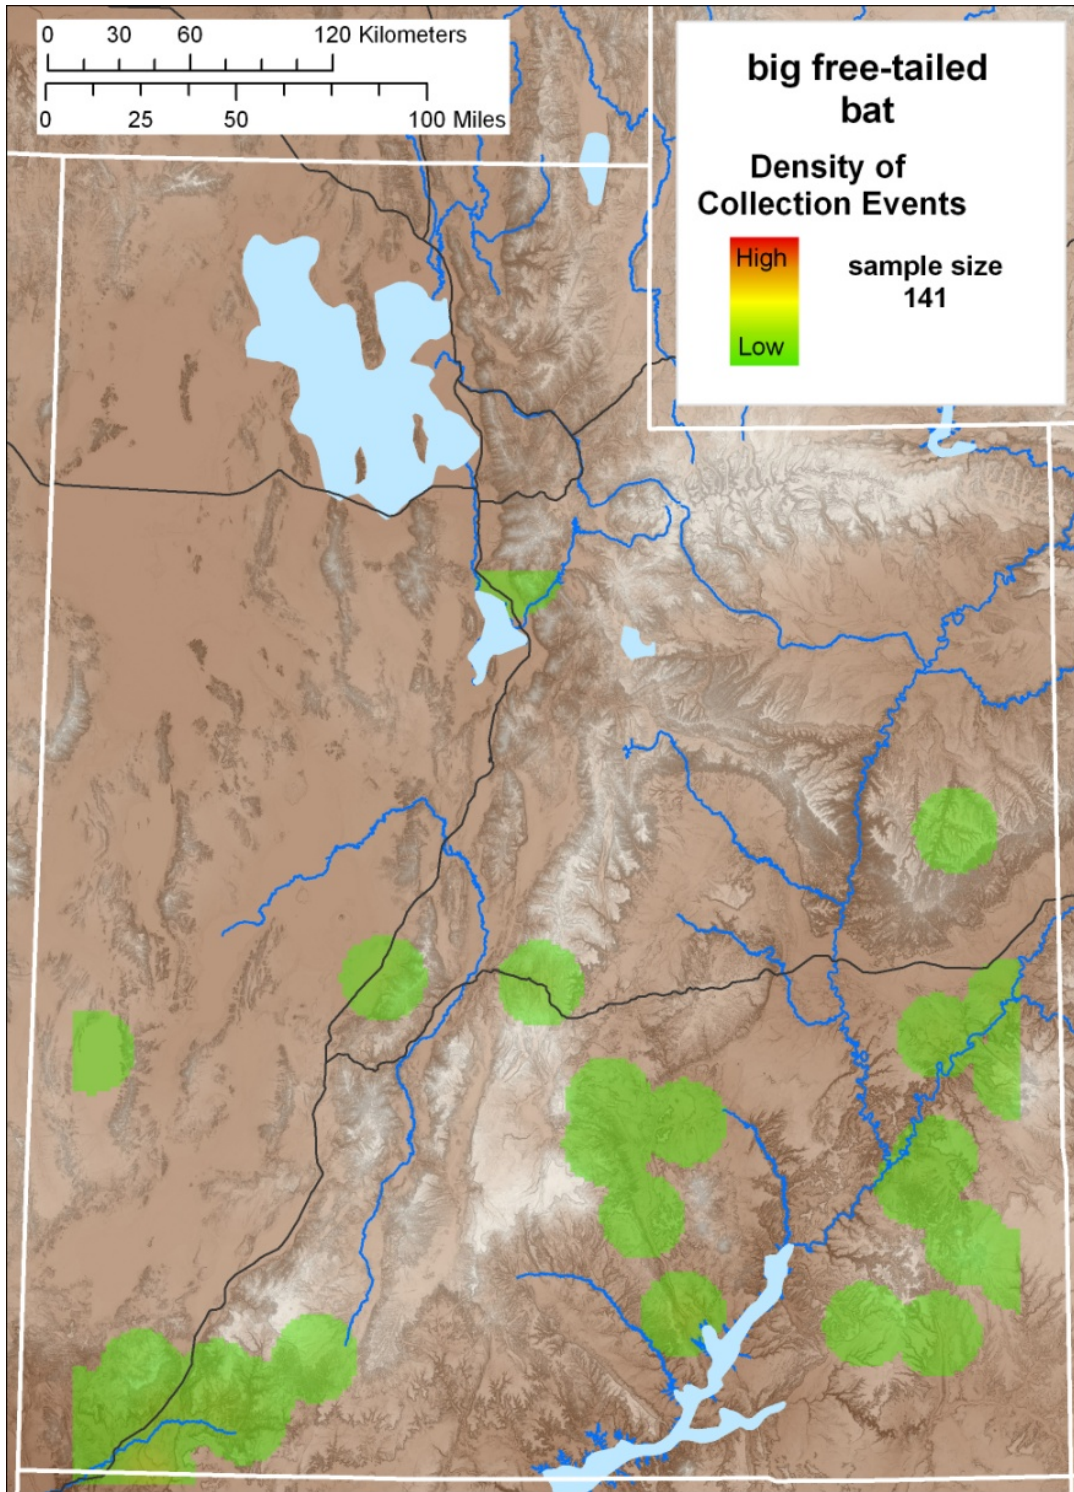 0 30 60 120 Kilometers
0 25 50 100 Miles
big free-tailed
bat
Density of
Collection Events
High
Low
sample size
141